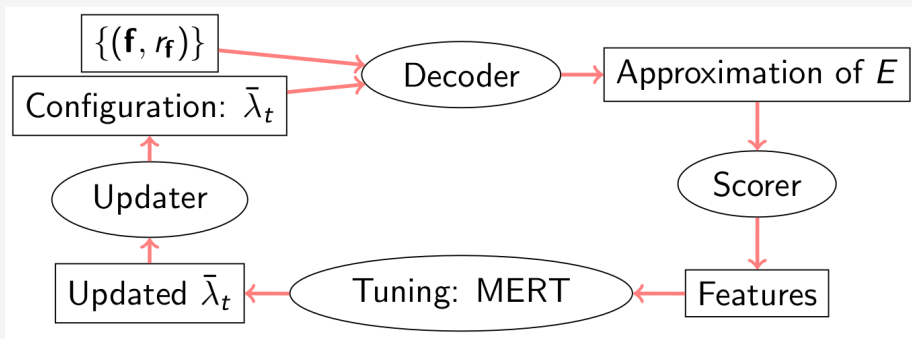 {(f, r_f)}
Decoder
Approximation of E
Configuration: λ̄_t
Updater
Scorer
Updated λ̄_t
Tuning: MERT
Features